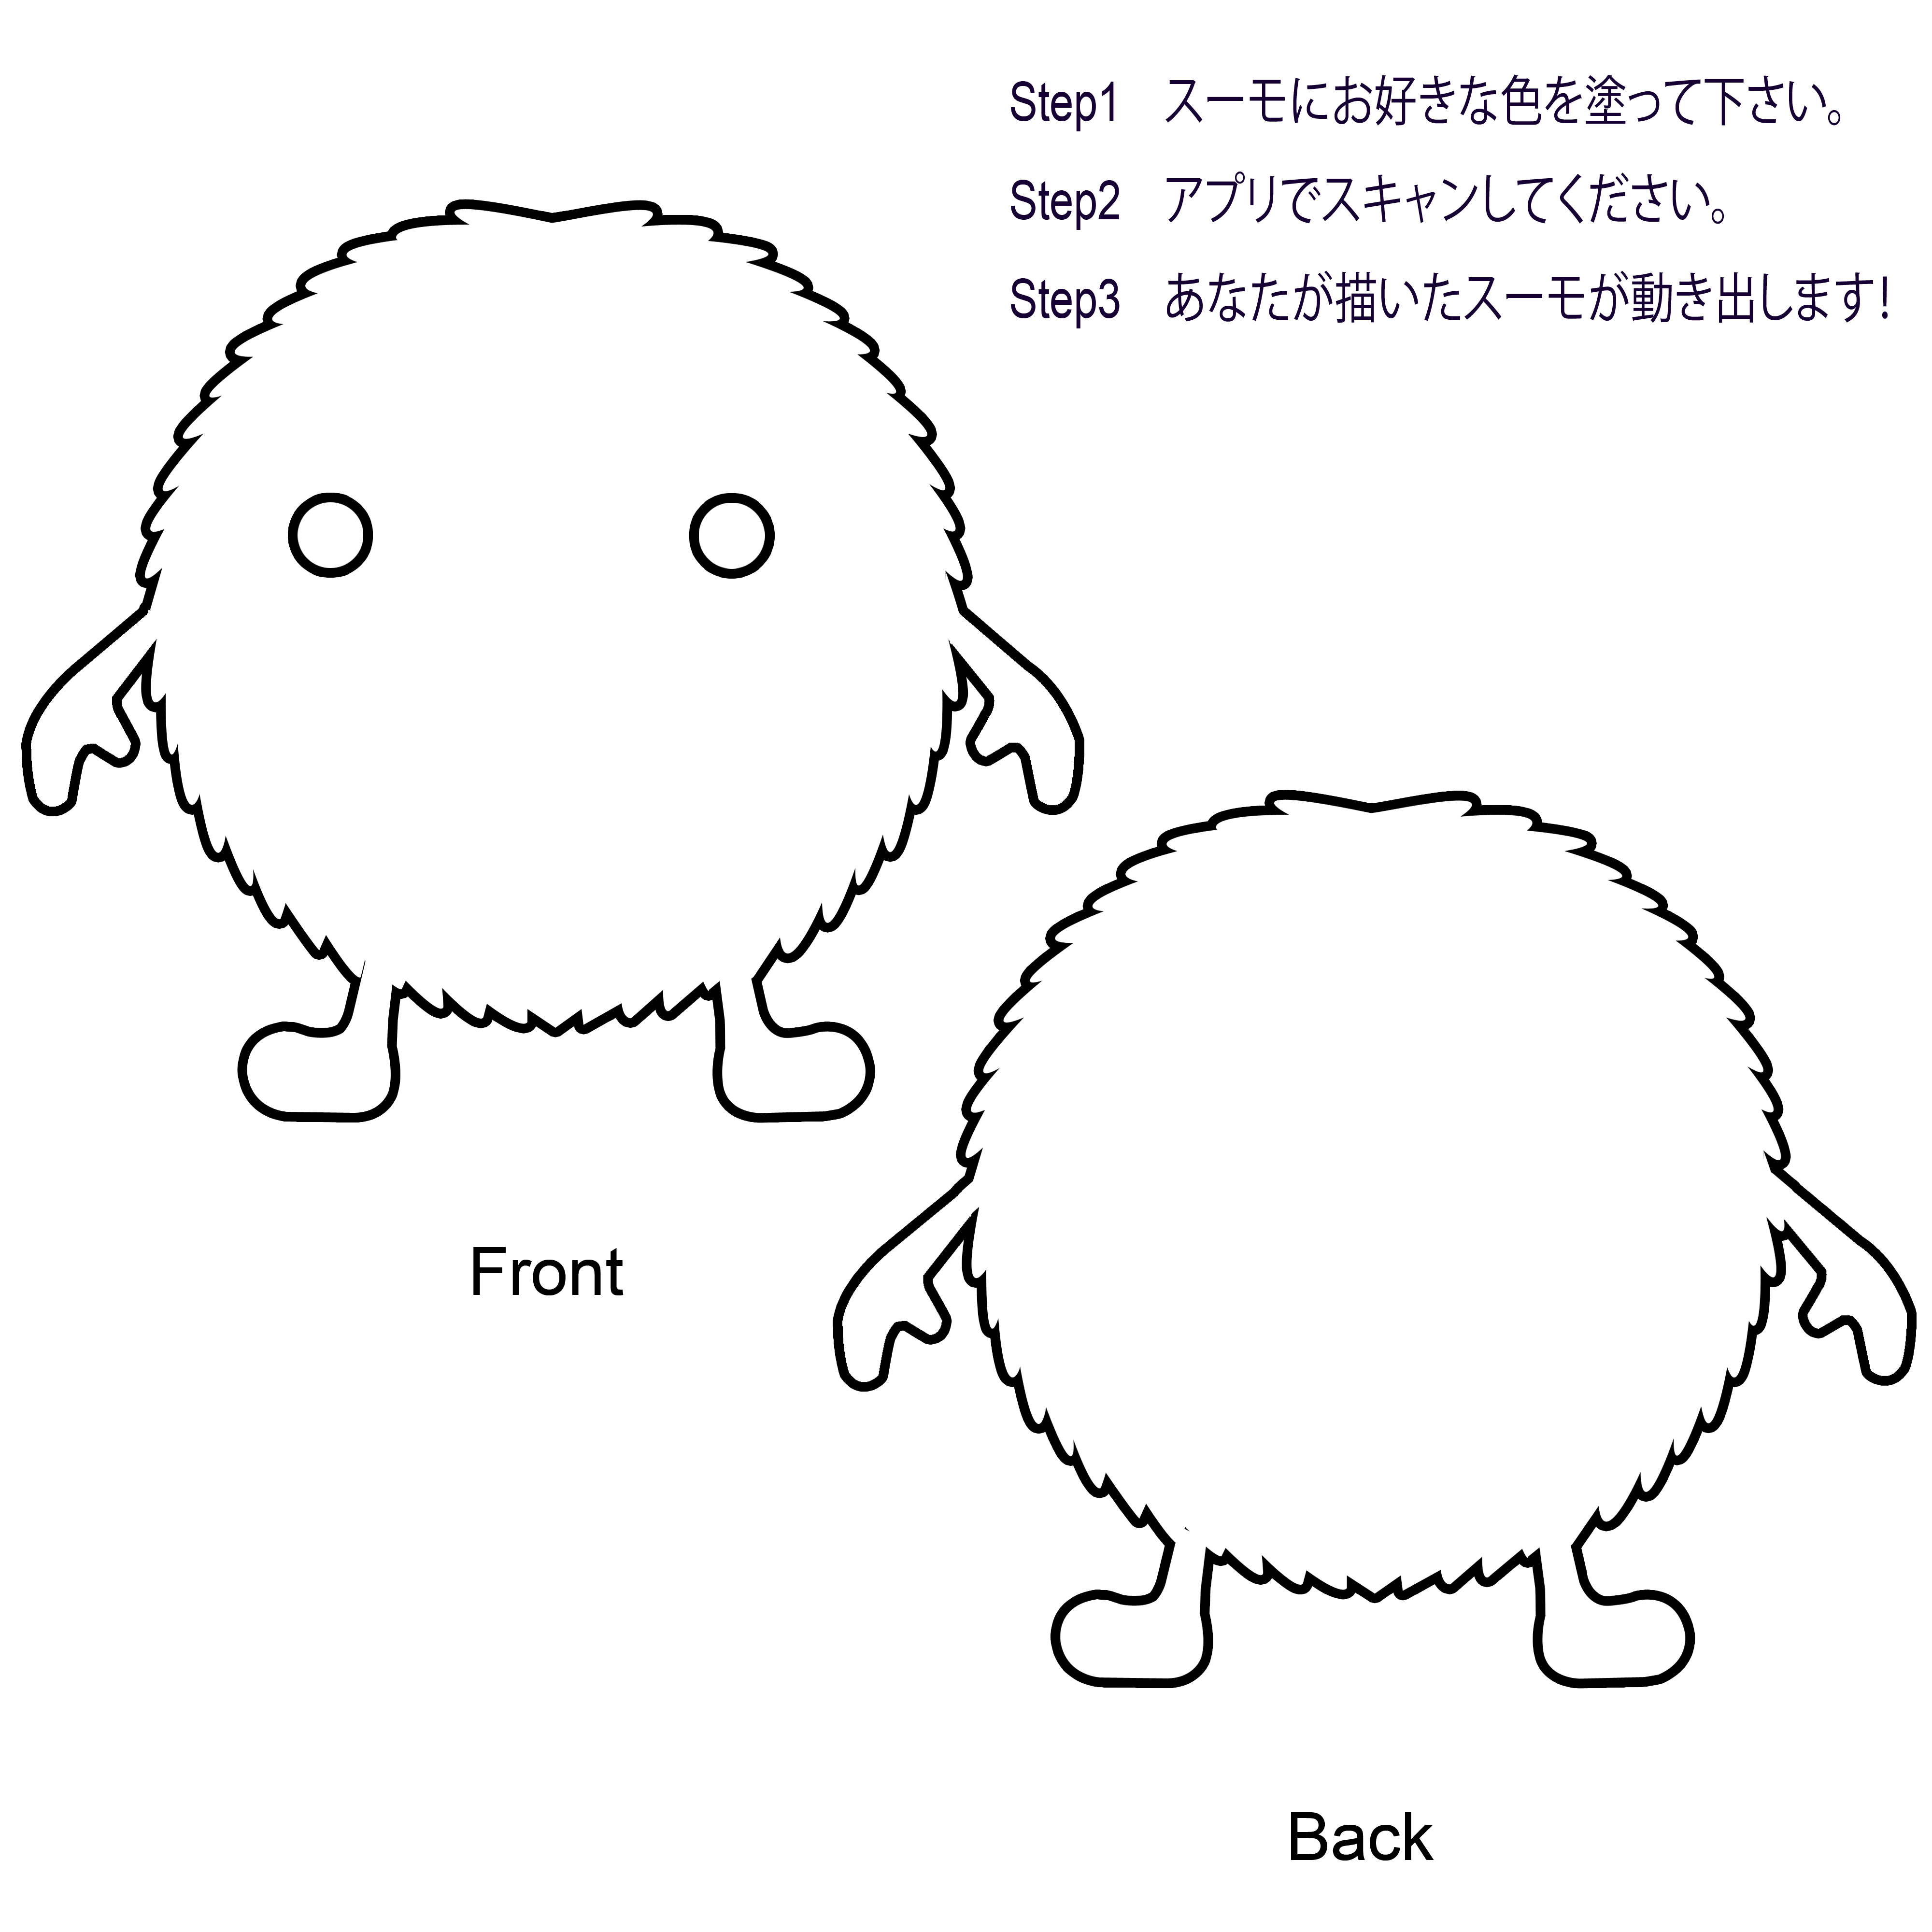 Step1 スーモにお好きな色を塗って下さい。
Step2 アプリでスキャンしてください。
Step3 あなたが描いたスーモが動き出します!
Front
Back